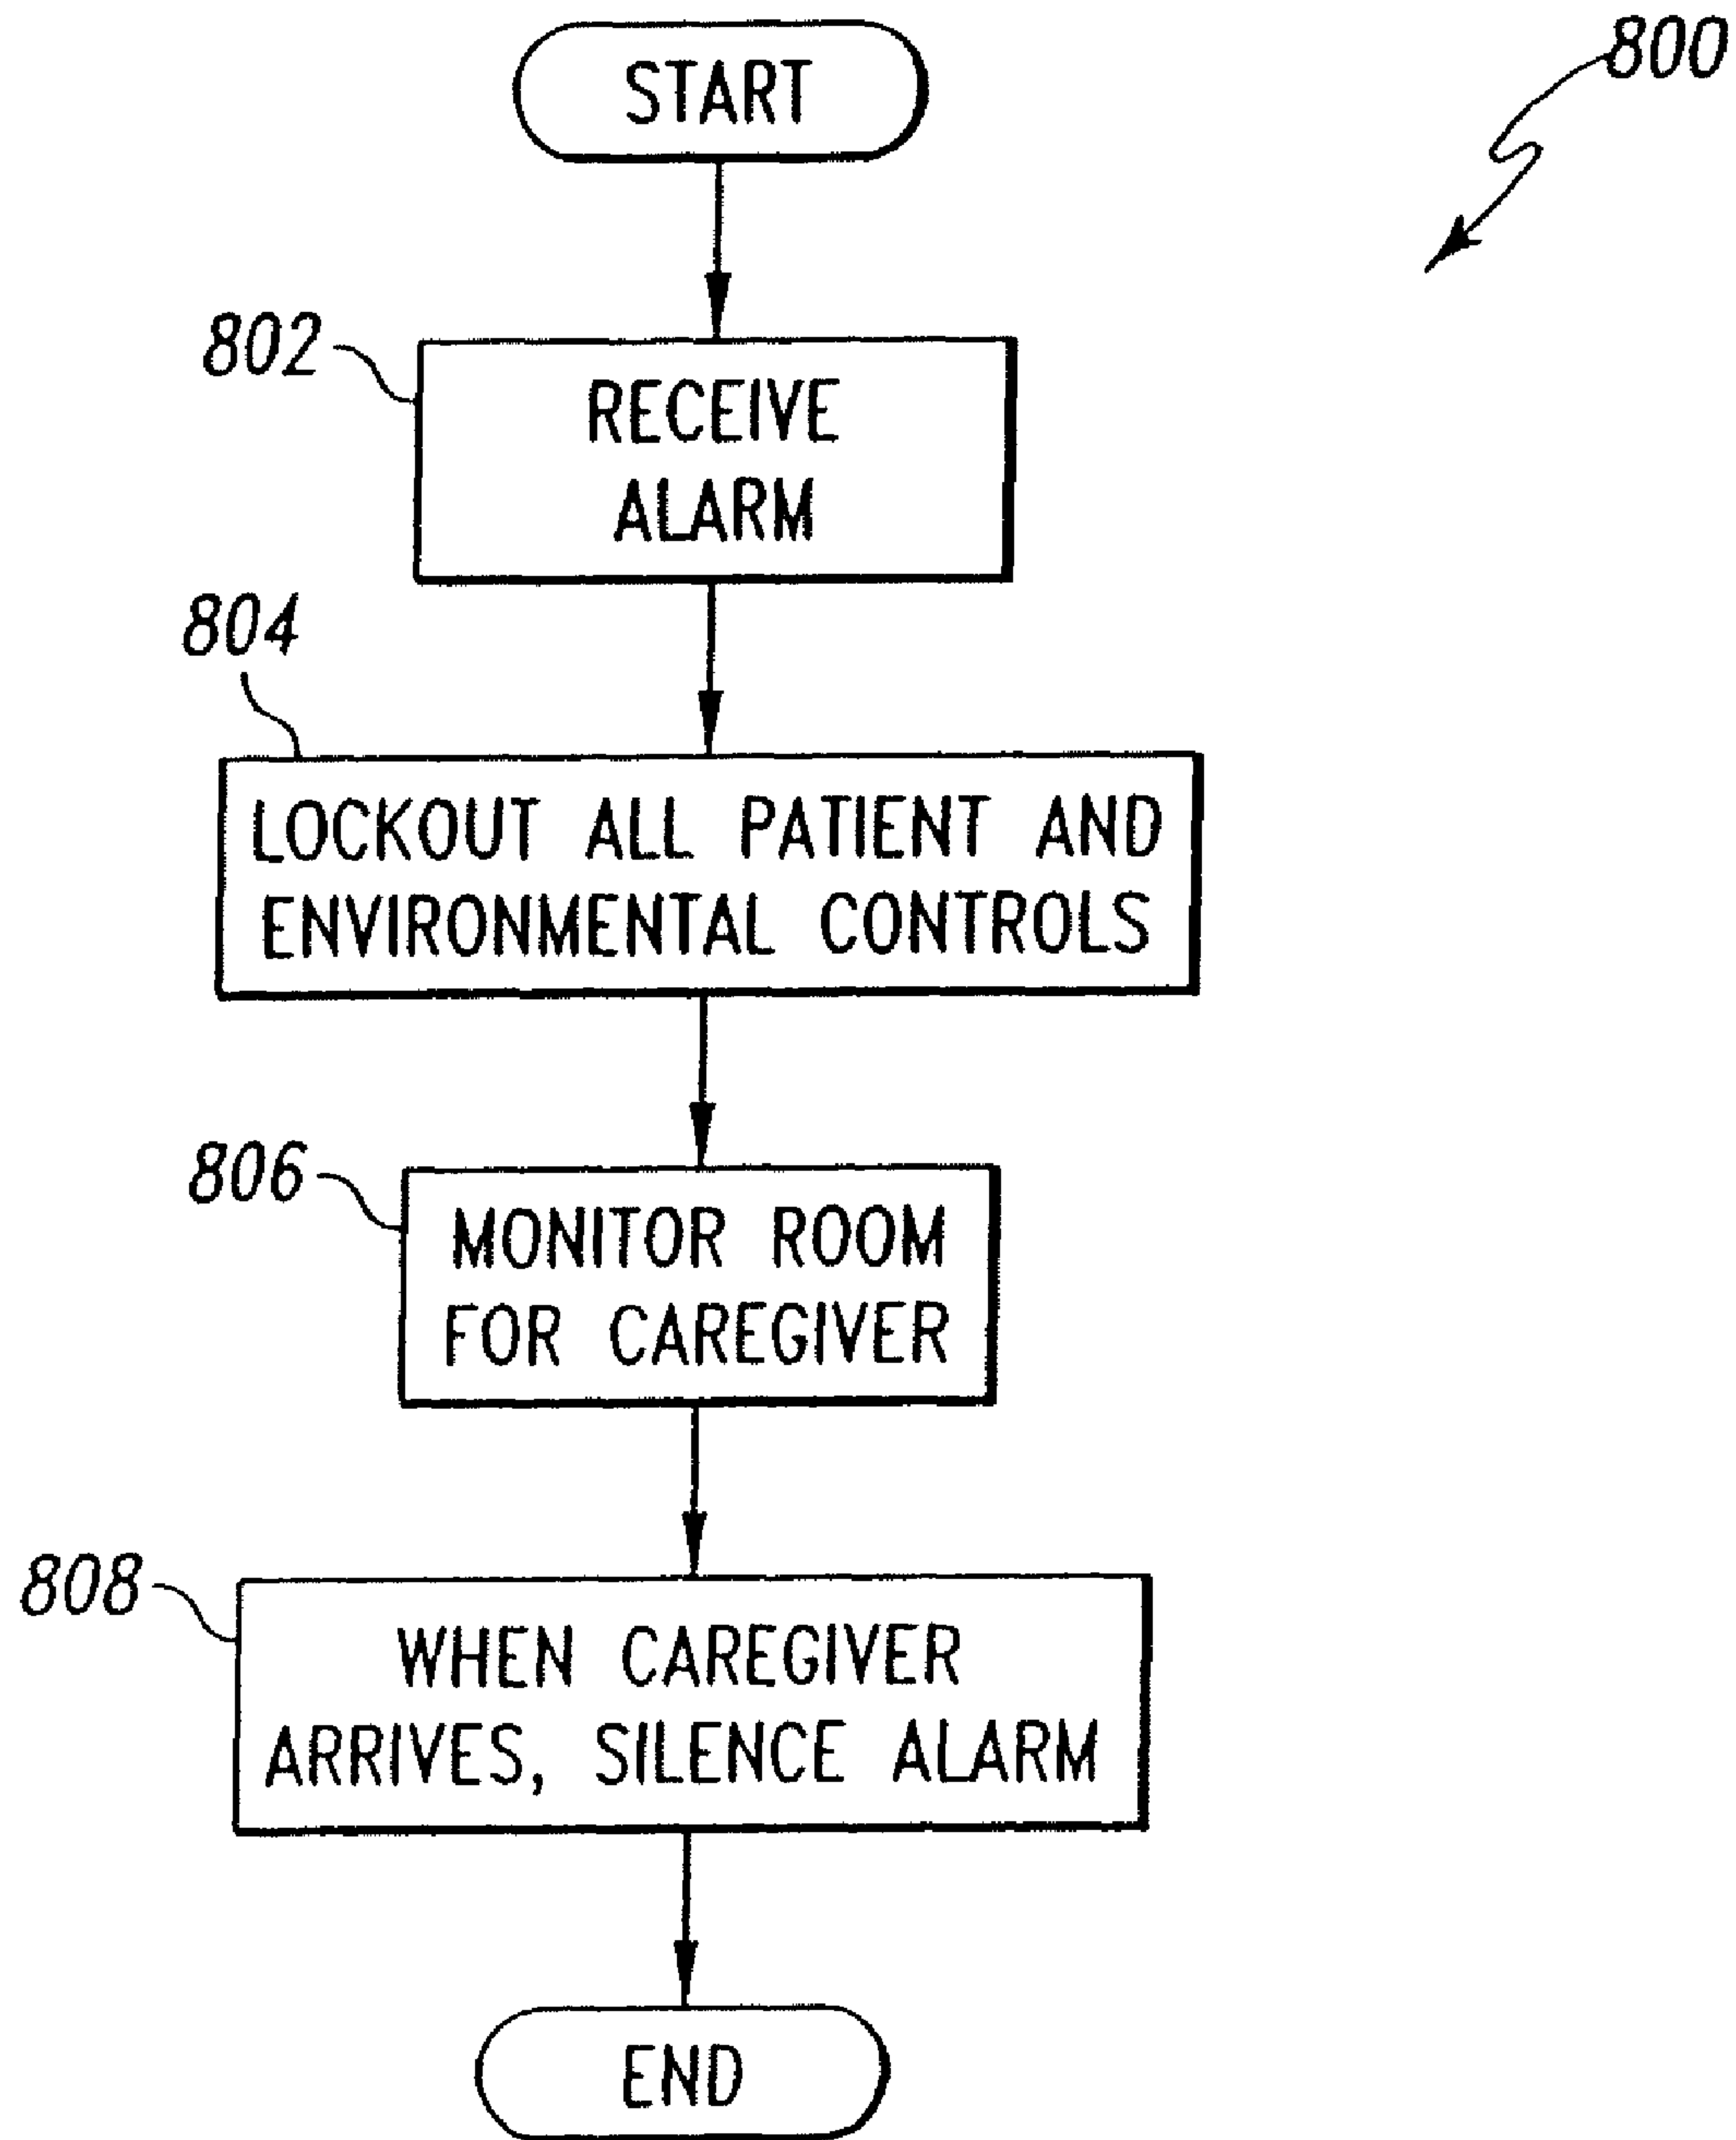 START
800
802
RECEIVE
ALARM
804
LOCKOUT ALL PATIENT AND
ENVIRONMENTAL CONTROLS
806
MONITOR ROOM
FOR CAREGIVER
808
WHEN CAREGIVER
ARRIVES, SILENCE ALARM
END